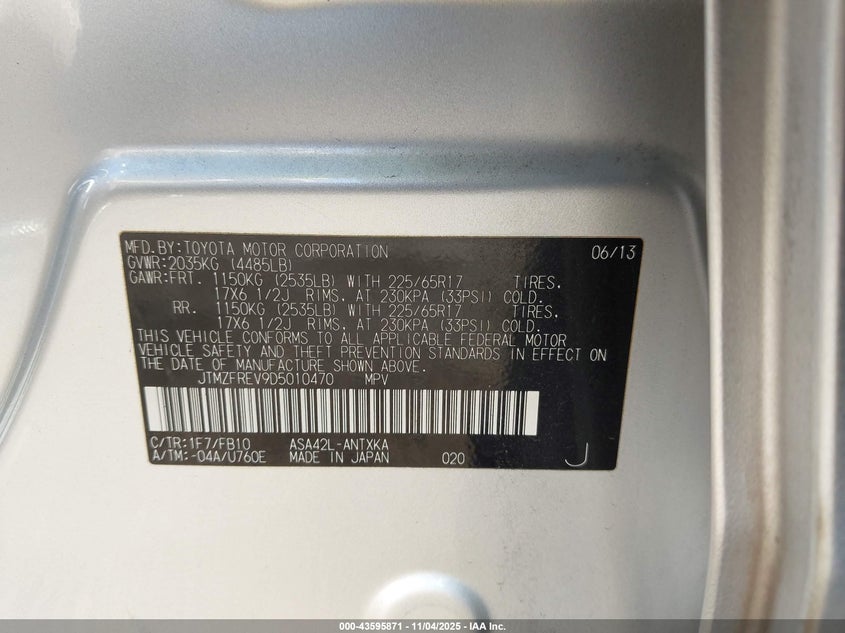 MFD.BY:TOYOTA MOTOR CORPORATION 06/13
GVWR:2035KG (4485LB)
GAWR:FRT. 1150KG (2535LB) WITH 225/65R17 TIRES,
17X6 1/2J RIMS, AT 230KPA (33PSI) COLD.
RR. 1150KG (2535LB) WITH 225/65R17 TIRES,
17X6 1/2J RIMS, AT 230KPA (33PSI) COLD.
THIS VEHICLE CONFORMS TO ALL APPLICABLE FEDERAL MOTOR
VEHICLE SAFETY AND THEFT PREVENTION STANDARDS IN EFFECT ON
THE DATE OF MANUFACTURE SHOWN ABOVE.
JTMZFREV9D5010470 MPV
C/TR:1F7/FB10 ASA42L-ANTXKA
A/TM:-04A/U760E MADE IN JAPAN 020 J
000-43595871 - 11/04/2025 - IAA Inc.